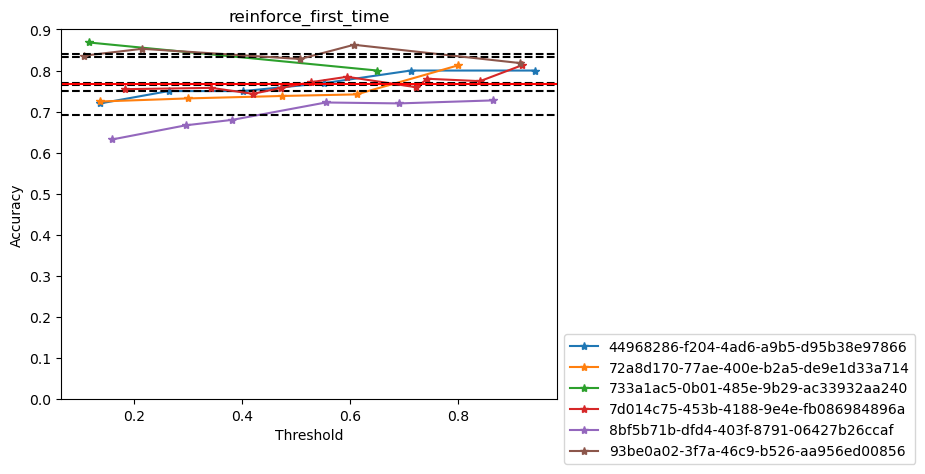 reinforce_first_time
0.9
0.8
0.7
0.6
0.5
0.4
0.3
0.2
0.1
0.0
Accuracy
0.2 0.4 0.6 0.8
Threshold
44968286-f204-4ad6-a9b5-d95b38e97866
72a8d170-77ae-400e-b2a5-de9e1d33a714
733a1ac5-0b01-485e-9b29-ac33932aa240
7d014c75-453b-4188-9e4e-fb086984896a
8bf5b71b-dfd4-403f-8791-06427b26ccaf
93be0a02-3f7a-46c9-b526-aa956ed00856